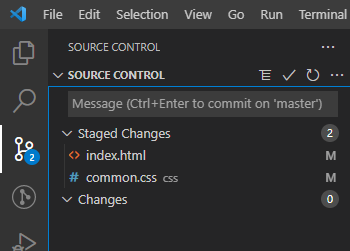 File Edit Selection View Go Run Terminal
SOURCE CONTROL
SOURCE CONTROL
Message (Ctrl+Enter to commit on 'master')
Staged Changes 2
<> index.html M
# common.css css M
2
Changes 0